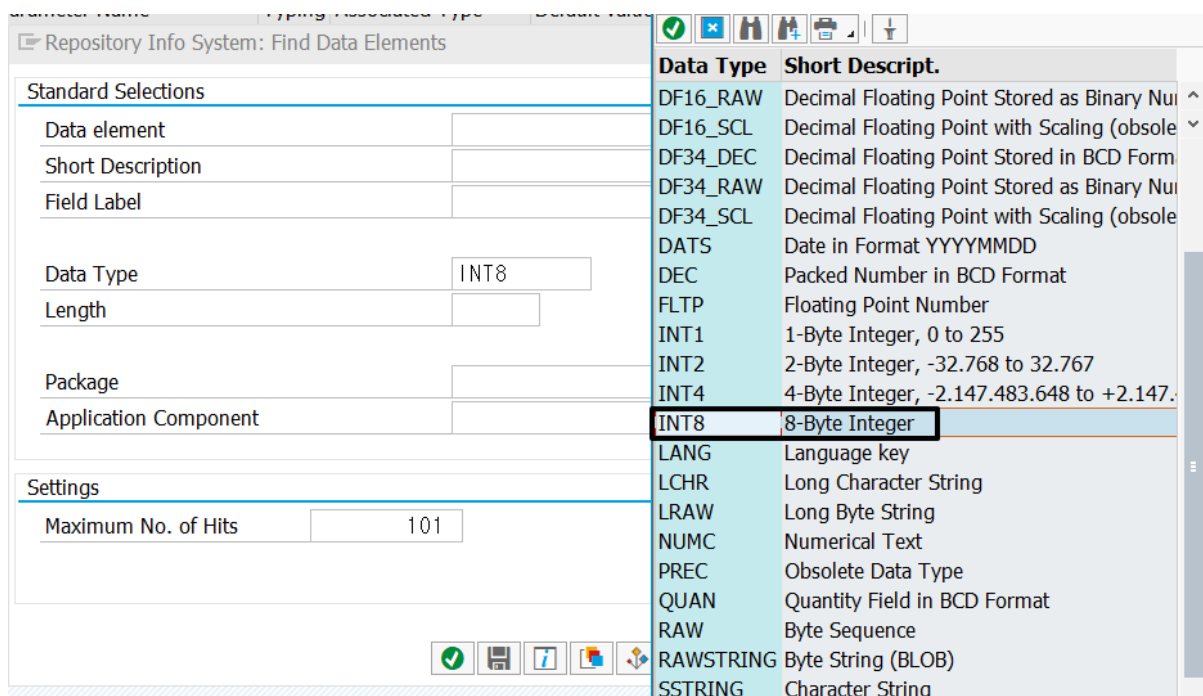 Repository Info System: Find Data Elements
Standard Selections
Data element
Short Description
Field Label
Data Type INT8
Length
Package
Application Component
Settings
Maximum No. of Hits 101
Data Type Short Descript.
DF16_RAW Decimal Floating Point Stored as Binary
DF16_SCL Decimal Floating Point with Scaling (obsole
DF34_DEC Decimal Floating Point Stored in BCD Form
DF34_RAW Decimal Floating Point Stored as Binary
DF34_SCL Decimal Floating Point with Scaling (obsole
DATS Date in Format YYYYMMDD
DEC Packed Number in BCD Format
FLTP Floating Point Number
INT1 1-Byte Integer, 0 to 255
INT2 2-Byte Integer, -32.768 to 32.767
INT4 4-Byte Integer, -2.147.483.648 to +2.147.
INT8 8-Byte Integer
LANG Language key
LCHR Long Character String
LRAW Long Byte String
NUMC Numerical Text
PREC Obsolete Data Type
QUAN Quantity Field in BCD Format
RAW Byte Sequence
RAWSTRING Byte String (BLOB)
SSTRING Character String